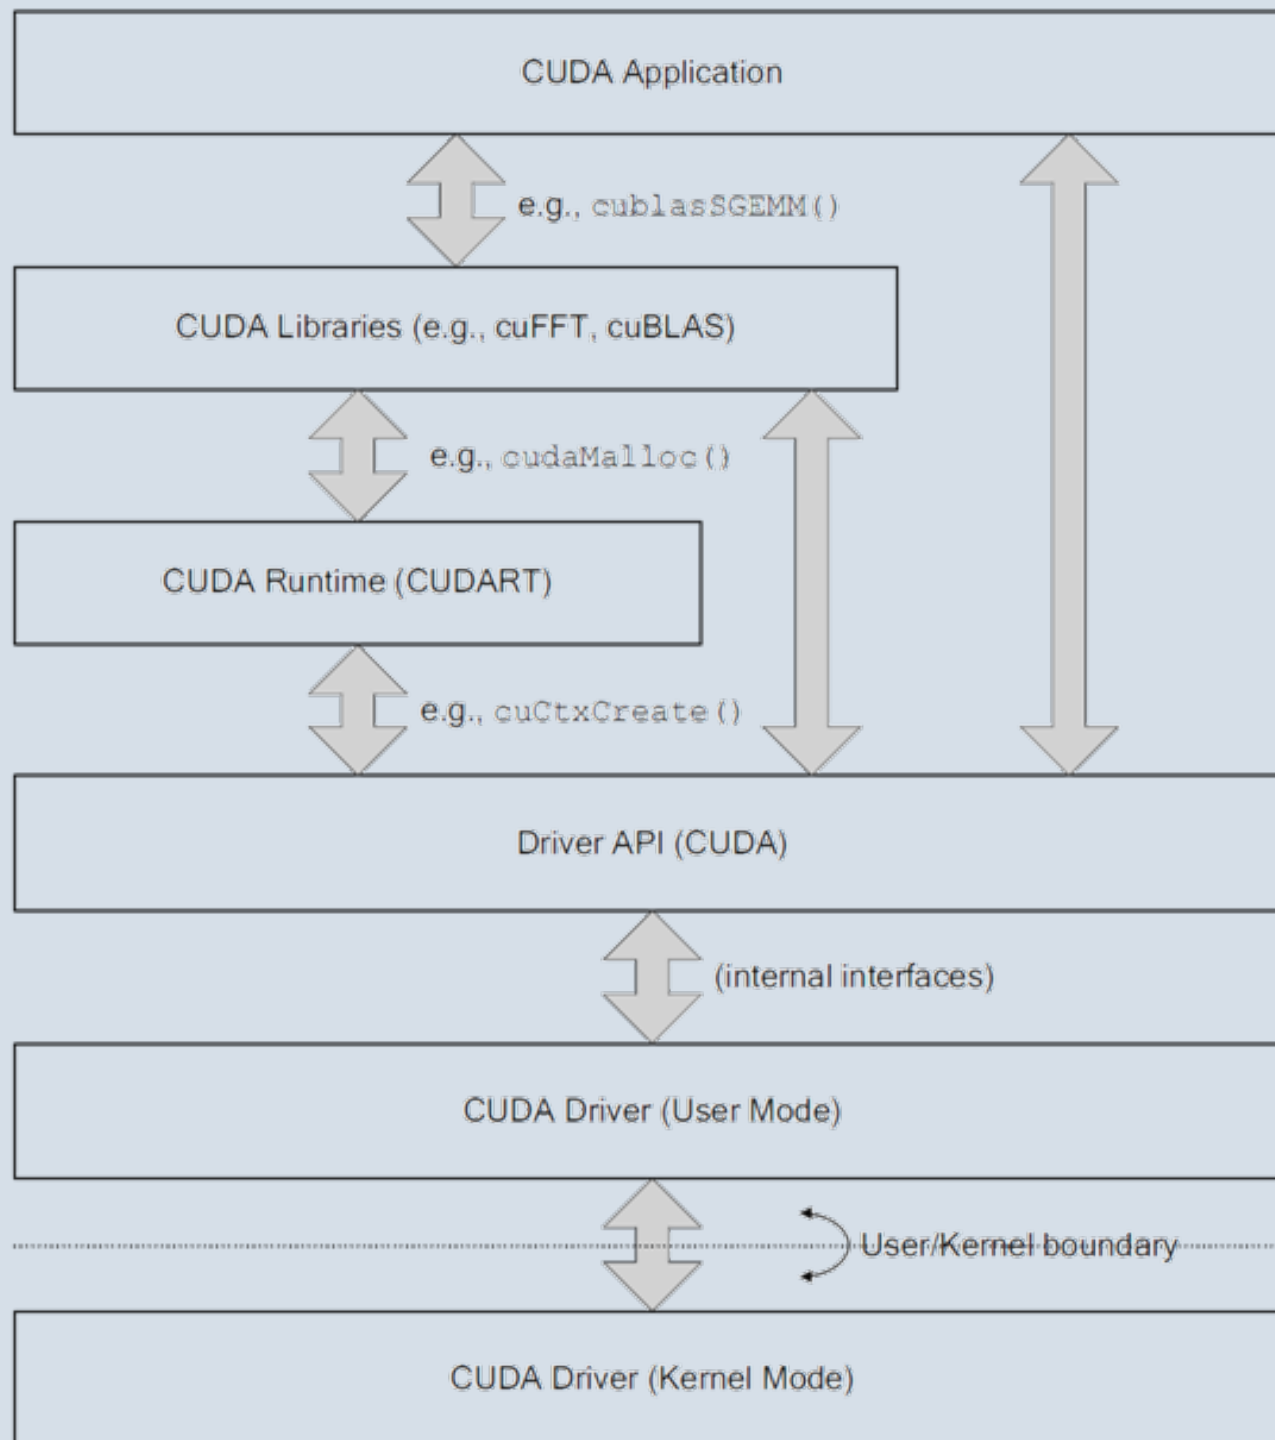 CUDA Application
e.g., cublasSGEMM()
CUDA Libraries (e.g., cuFFT, cuBLAS)
e.g., cudaMalloc()
CUDA Runtime (CUDART)
e.g., cuCtxCreate()
Driver API (CUDA)
(internal interfaces)
CUDA Driver (User Mode)
User/Kernel boundary
CUDA Driver (Kernel Mode)